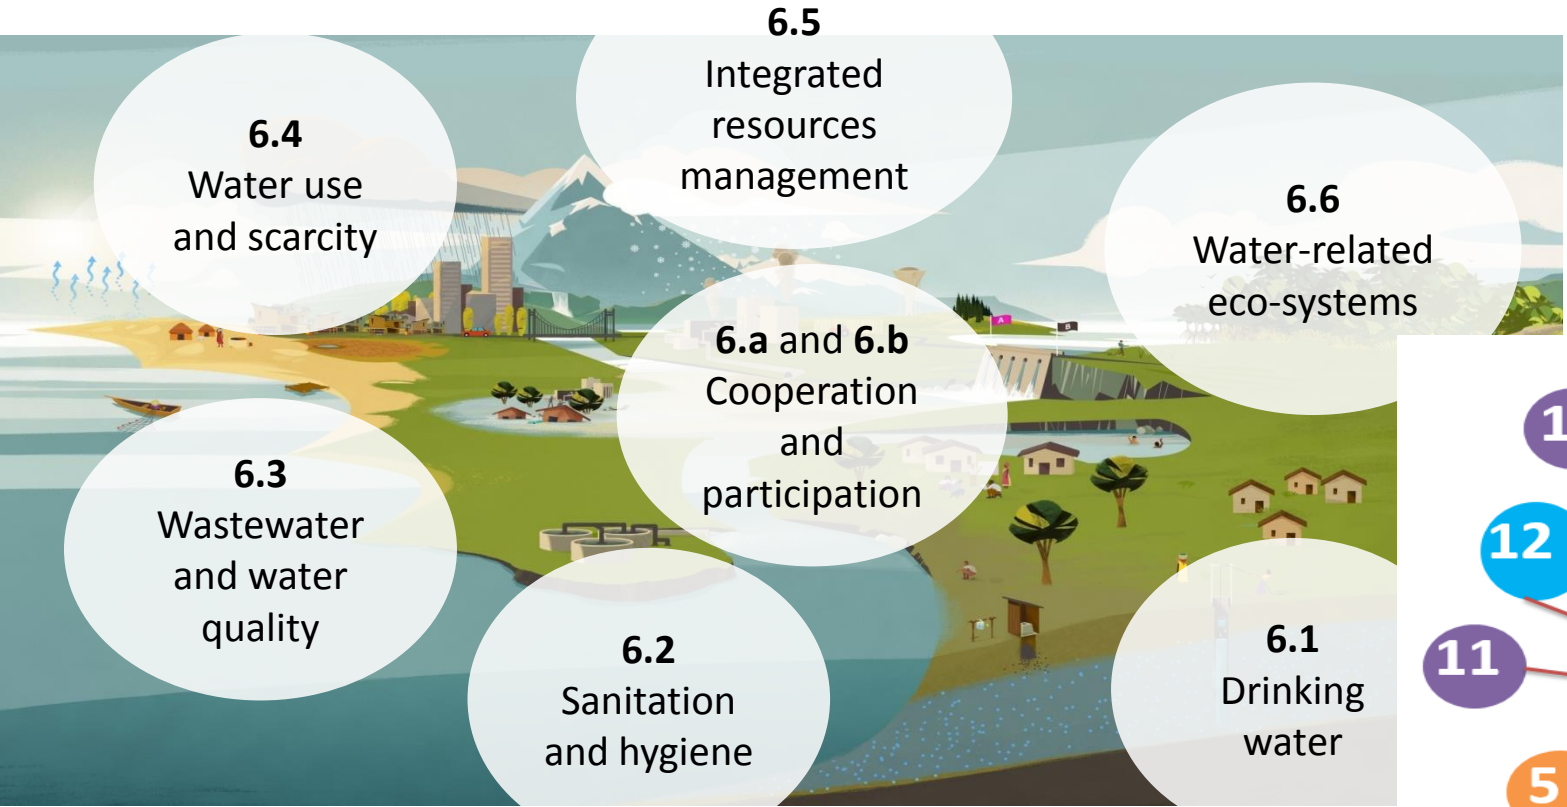 6.5
Integrated
resources
management
6.4
Water use
and scarcity
6.6
Water-related
eco-systems
6.a and 6.b
Cooperation
and
participation
6.3
Wastewater
and water
quality
6.2
Sanitation
and hygiene
6.1
Drinking
water
A
B
12
11
5